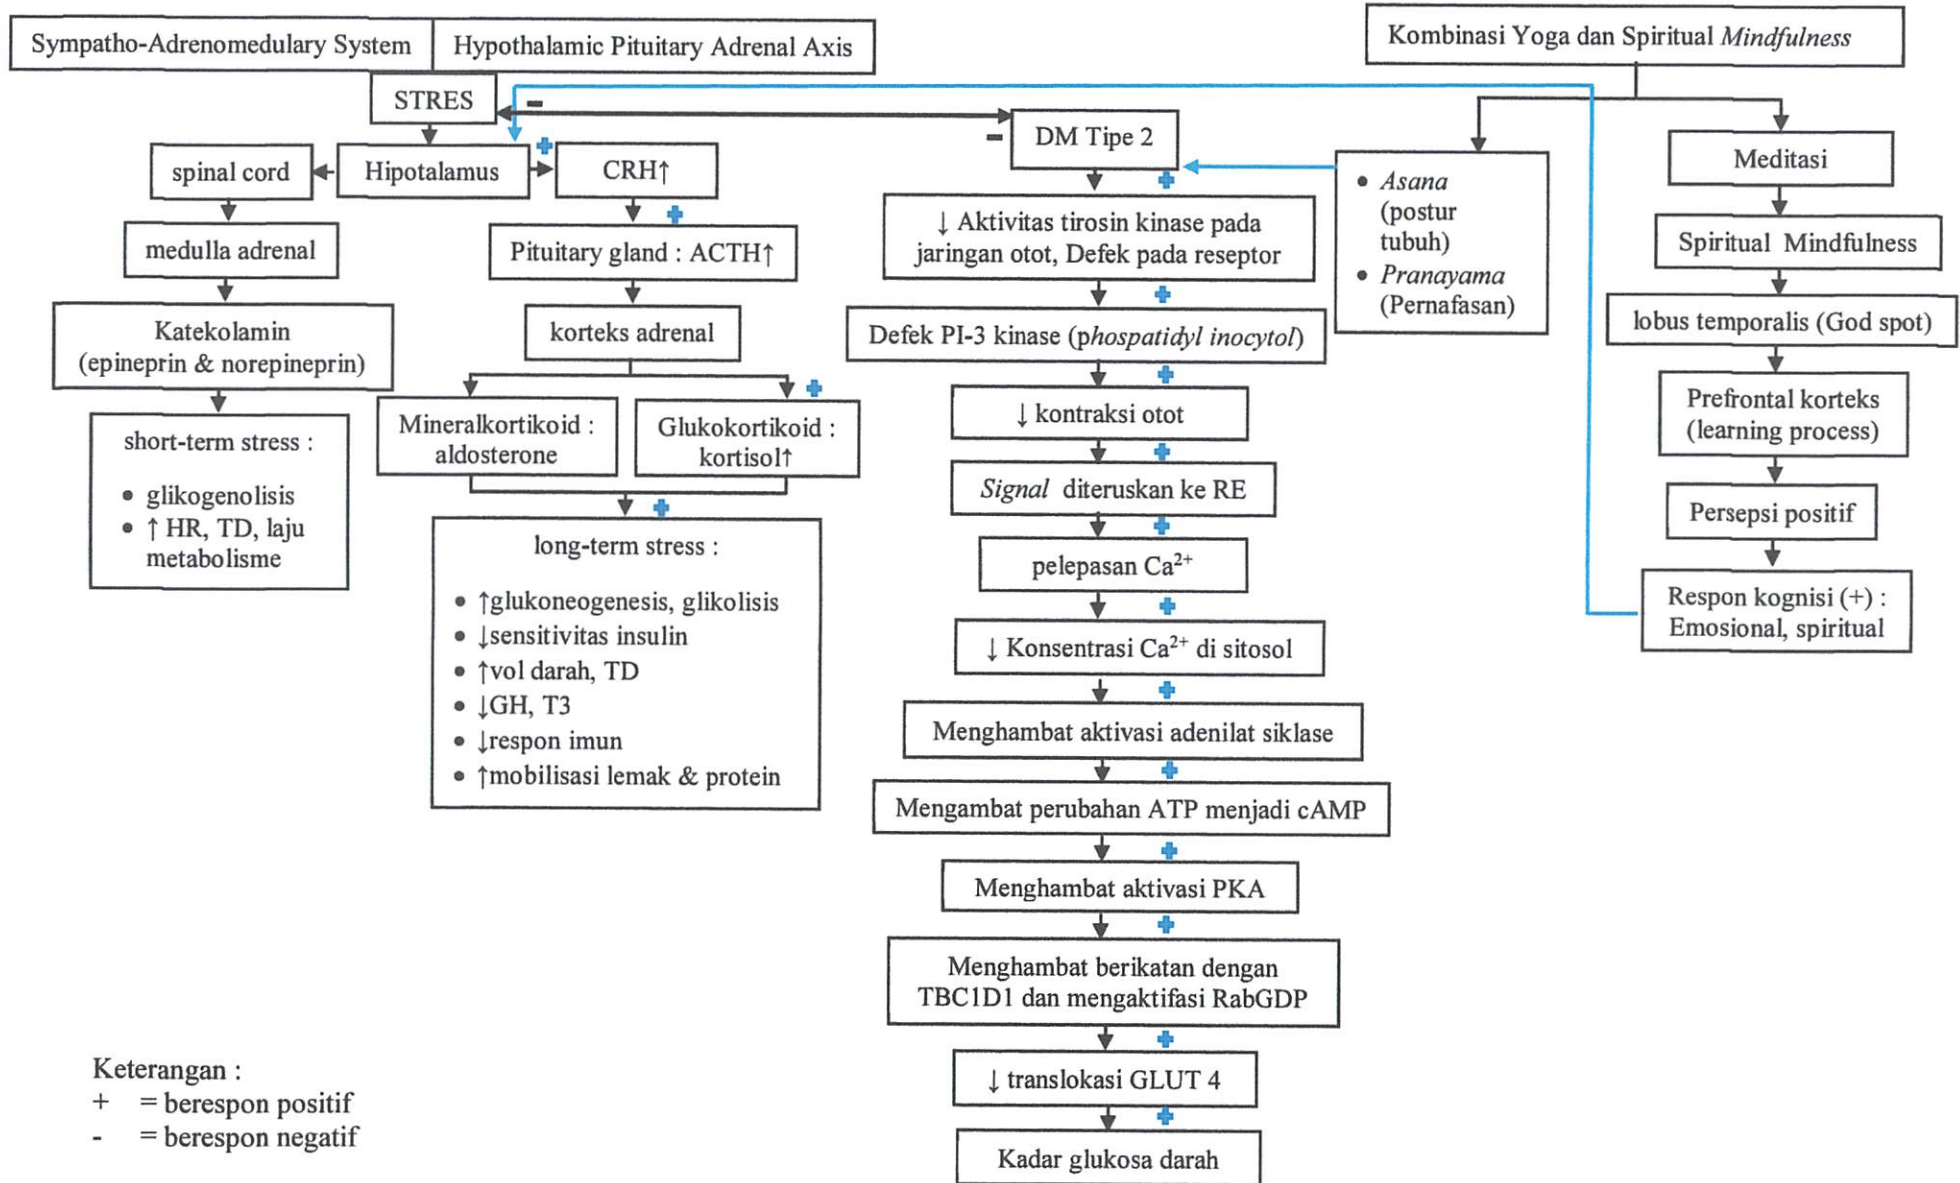 Sympatho-Adrenomedulary System
Hypothalamic Pituitary Adrenal Axis
STRES
-
-
spinal cord
Hipotalamus
+
CRH↑
medulla adrenal
+
Pituitary gland : ACTH↑
Katekolamin
(epineprin & norepineprin)
korteks adrenal
short-term stress :
• glikogenolisis
• ↑ HR, TD, laju
metabolisme
Mineralkortikoid :
aldosterone
+
Glukokortikoid :
kortisol↑
+
long-term stress :
• ↑glukoneogenesis, glikolisis
• ↓sensitivitas insulin
• ↑vol darah, TD
• ↓GH, T3
• ↓respon imun
• ↑mobilisasi lemak & protein
DM Tipe 2
+
↓ Aktivitas tirosin kinase pada
jaringan otot, Defek pada reseptor
+
Defek PI-3 kinase (phospatidyl inocytol)
+
↓ kontraksi otot
+
Signal diteruskan ke RE
+
pelepasan Ca²⁺
+
↓ Konsentrasi Ca²⁺ di sitosol
+
Menghambat aktivasi adenilat siklase
+
Mengambat perubahan ATP menjadi cAMP
+
Menghambat aktivasi PKA
+
Menghambat berikatan dengan
TBC1D1 dan mengaktifasi RabGDP
+
↓ translokasi GLUT 4
+
Kadar glukosa darah
Kombinasi Yoga dan Spiritual Mindfulness
• Asana
(postur
tubuh)
• Pranayama
(Pernafasan)
Meditasi
Spiritual Mindfulness
lobus temporalis (God spot)
Prefrontal korteks
(learning process)
Persepsi positif
Respon kognisi (+) :
Emosional, spiritual
Keterangan :
+ = berespon positif
- = berespon negatif